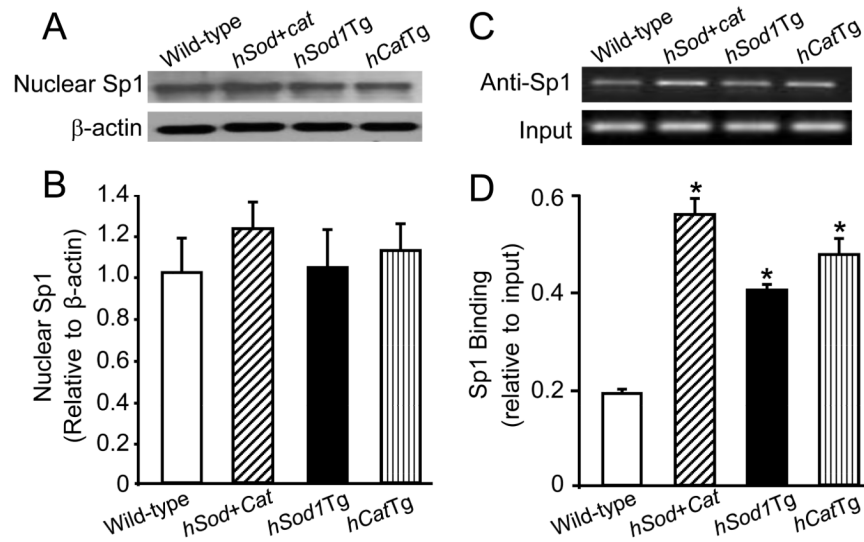 A
Wild-type
hSod+cat
hSod1Tg
hCatTg
Nuclear Sp1
β-actin
B
Nuclear Sp1
(Relative to β-actin)
1.4
1.2
1.0
0.8
0.6
0.4
0.2
0
Wild-type
hSod+Cat
hSod1Tg
hCatTg
C
Wild-type
hSod+cat
hSod1Tg
hCatTg
Anti-Sp1
Input
D
Sp1 Binding
(relative to input)
0.6
0.4
0.2
0
*
*
*
Wild-type
hSod+Cat
hSod1Tg
hCatTg